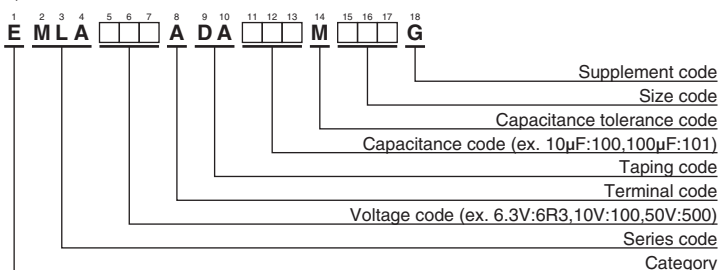 1 2 3 4 5 6 7 8 9 10 11 12 13 14 15 16 17 18
E M L A □□□ A D A □□□ M □□□ G
Supplement code
Size code
Capacitance tolerance code
Capacitance code (ex. 10μF:100,100μF:101)
Taping code
Terminal code
Voltage code (ex. 6.3V:6R3,10V:100,50V:500)
Series code
Category